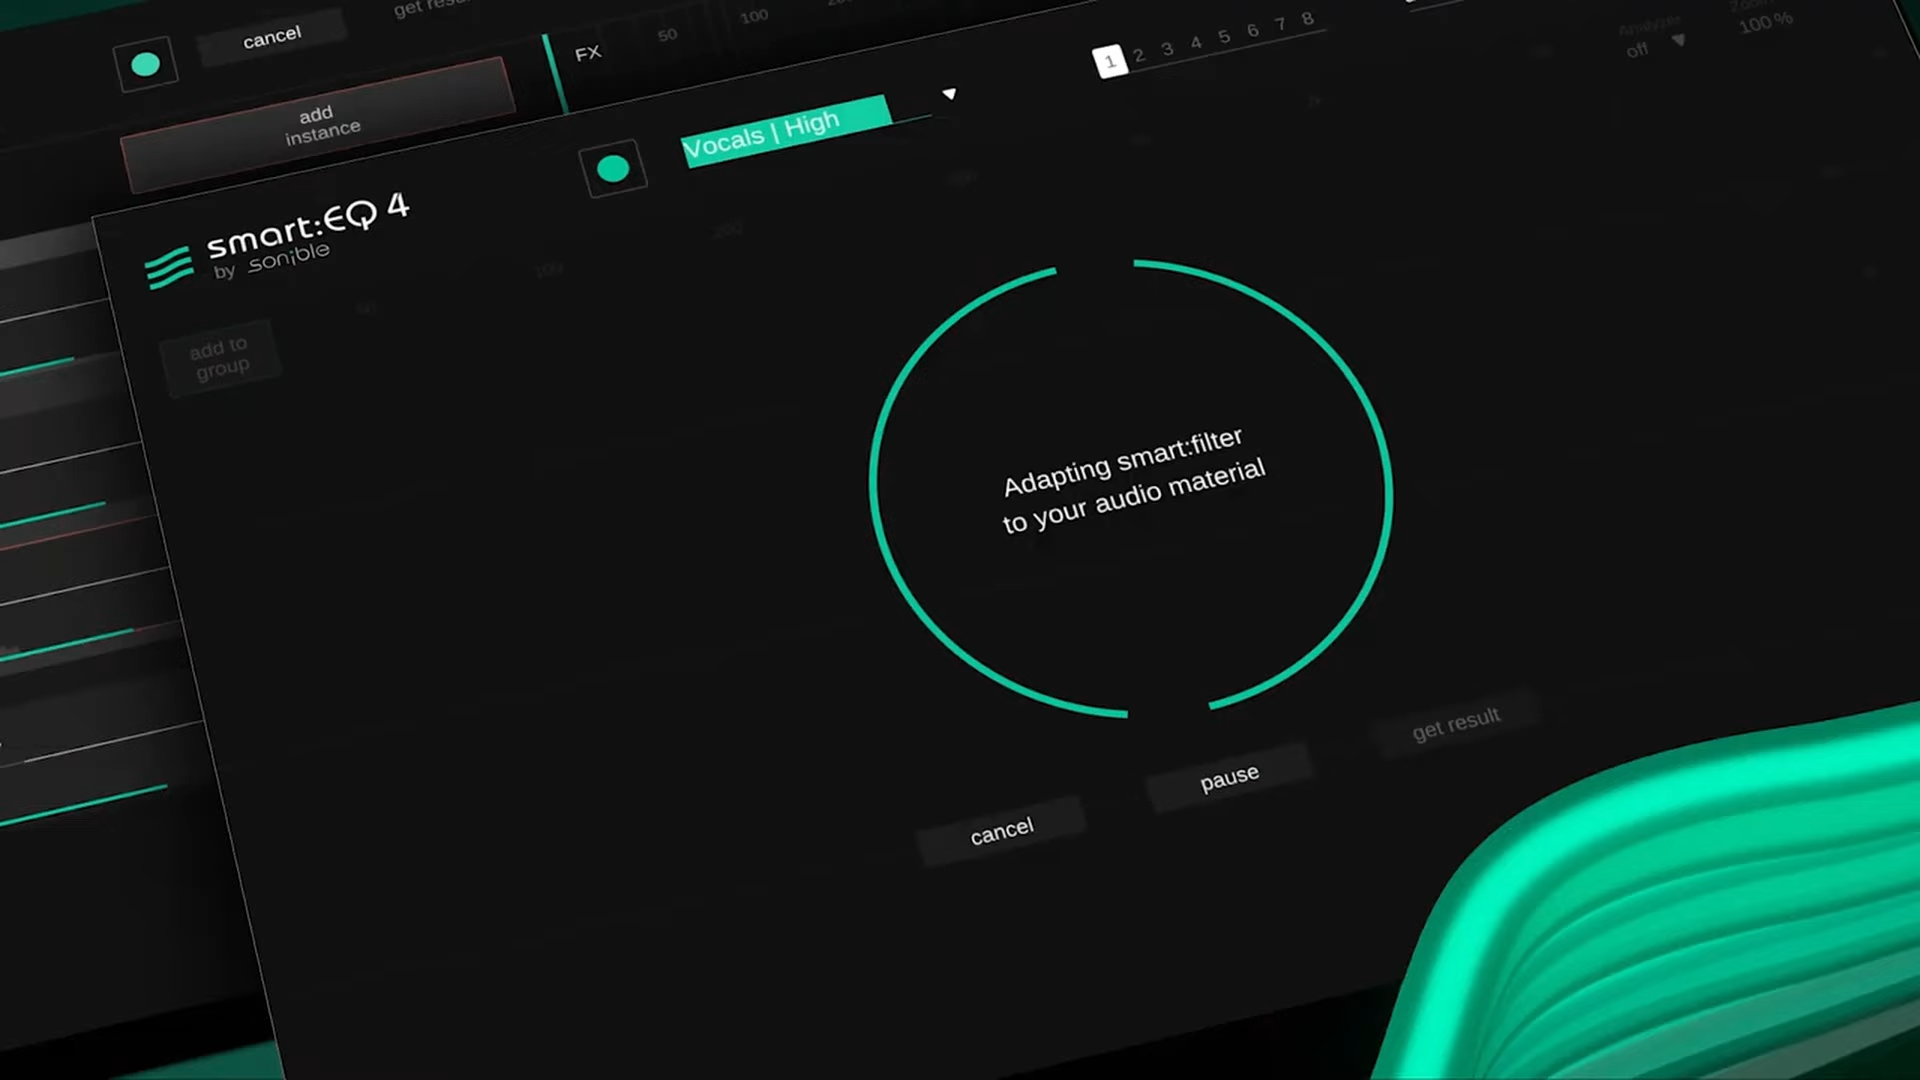 cancel
FX
50
100
add
instance
Vocals | High
1 2 3 4 5 6 7 8
off
100 %
smart:EQ 4
by sonible
add to
group
Adapting smart:filter
to your audio material
get result
pause
cancel